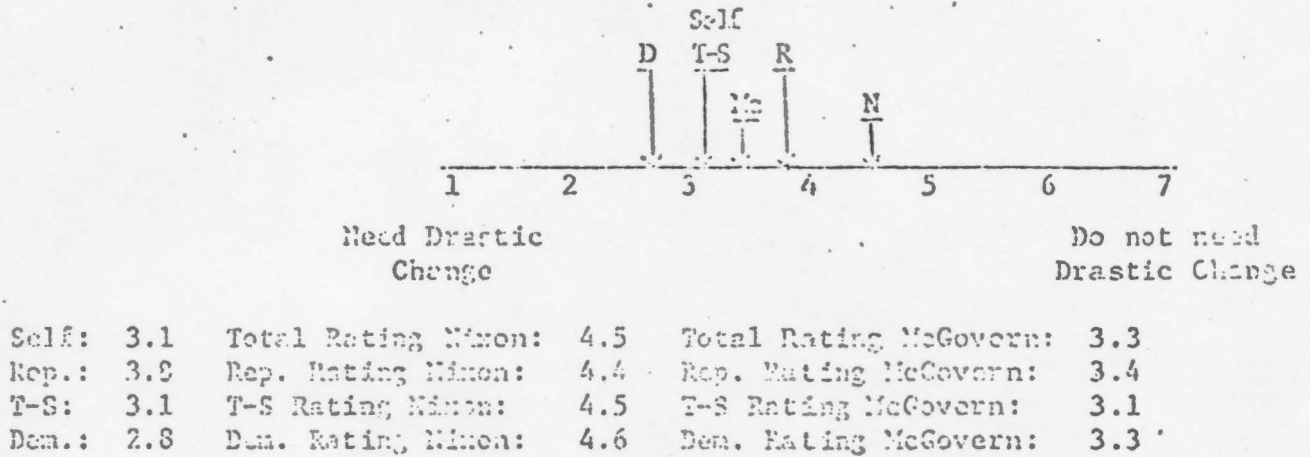 Self
D T-S R
Mc N
1 2 3 4 5 6 7
Need Drastic Do not need
Change Drastic Change
Self: 3.1 Total Rating Nixon: 4.5 Total Rating McGovern: 3.3
Rep.: 3.8 Rep. Rating Nixon: 4.4 Rep. Rating McGovern: 3.4
T-S: 3.1 T-S Rating Nixon: 4.5 T-S Rating McGovern: 3.1
Dem.: 2.8 Dem. Rating Nixon: 4.6 Dem. Rating McGovern: 3.3